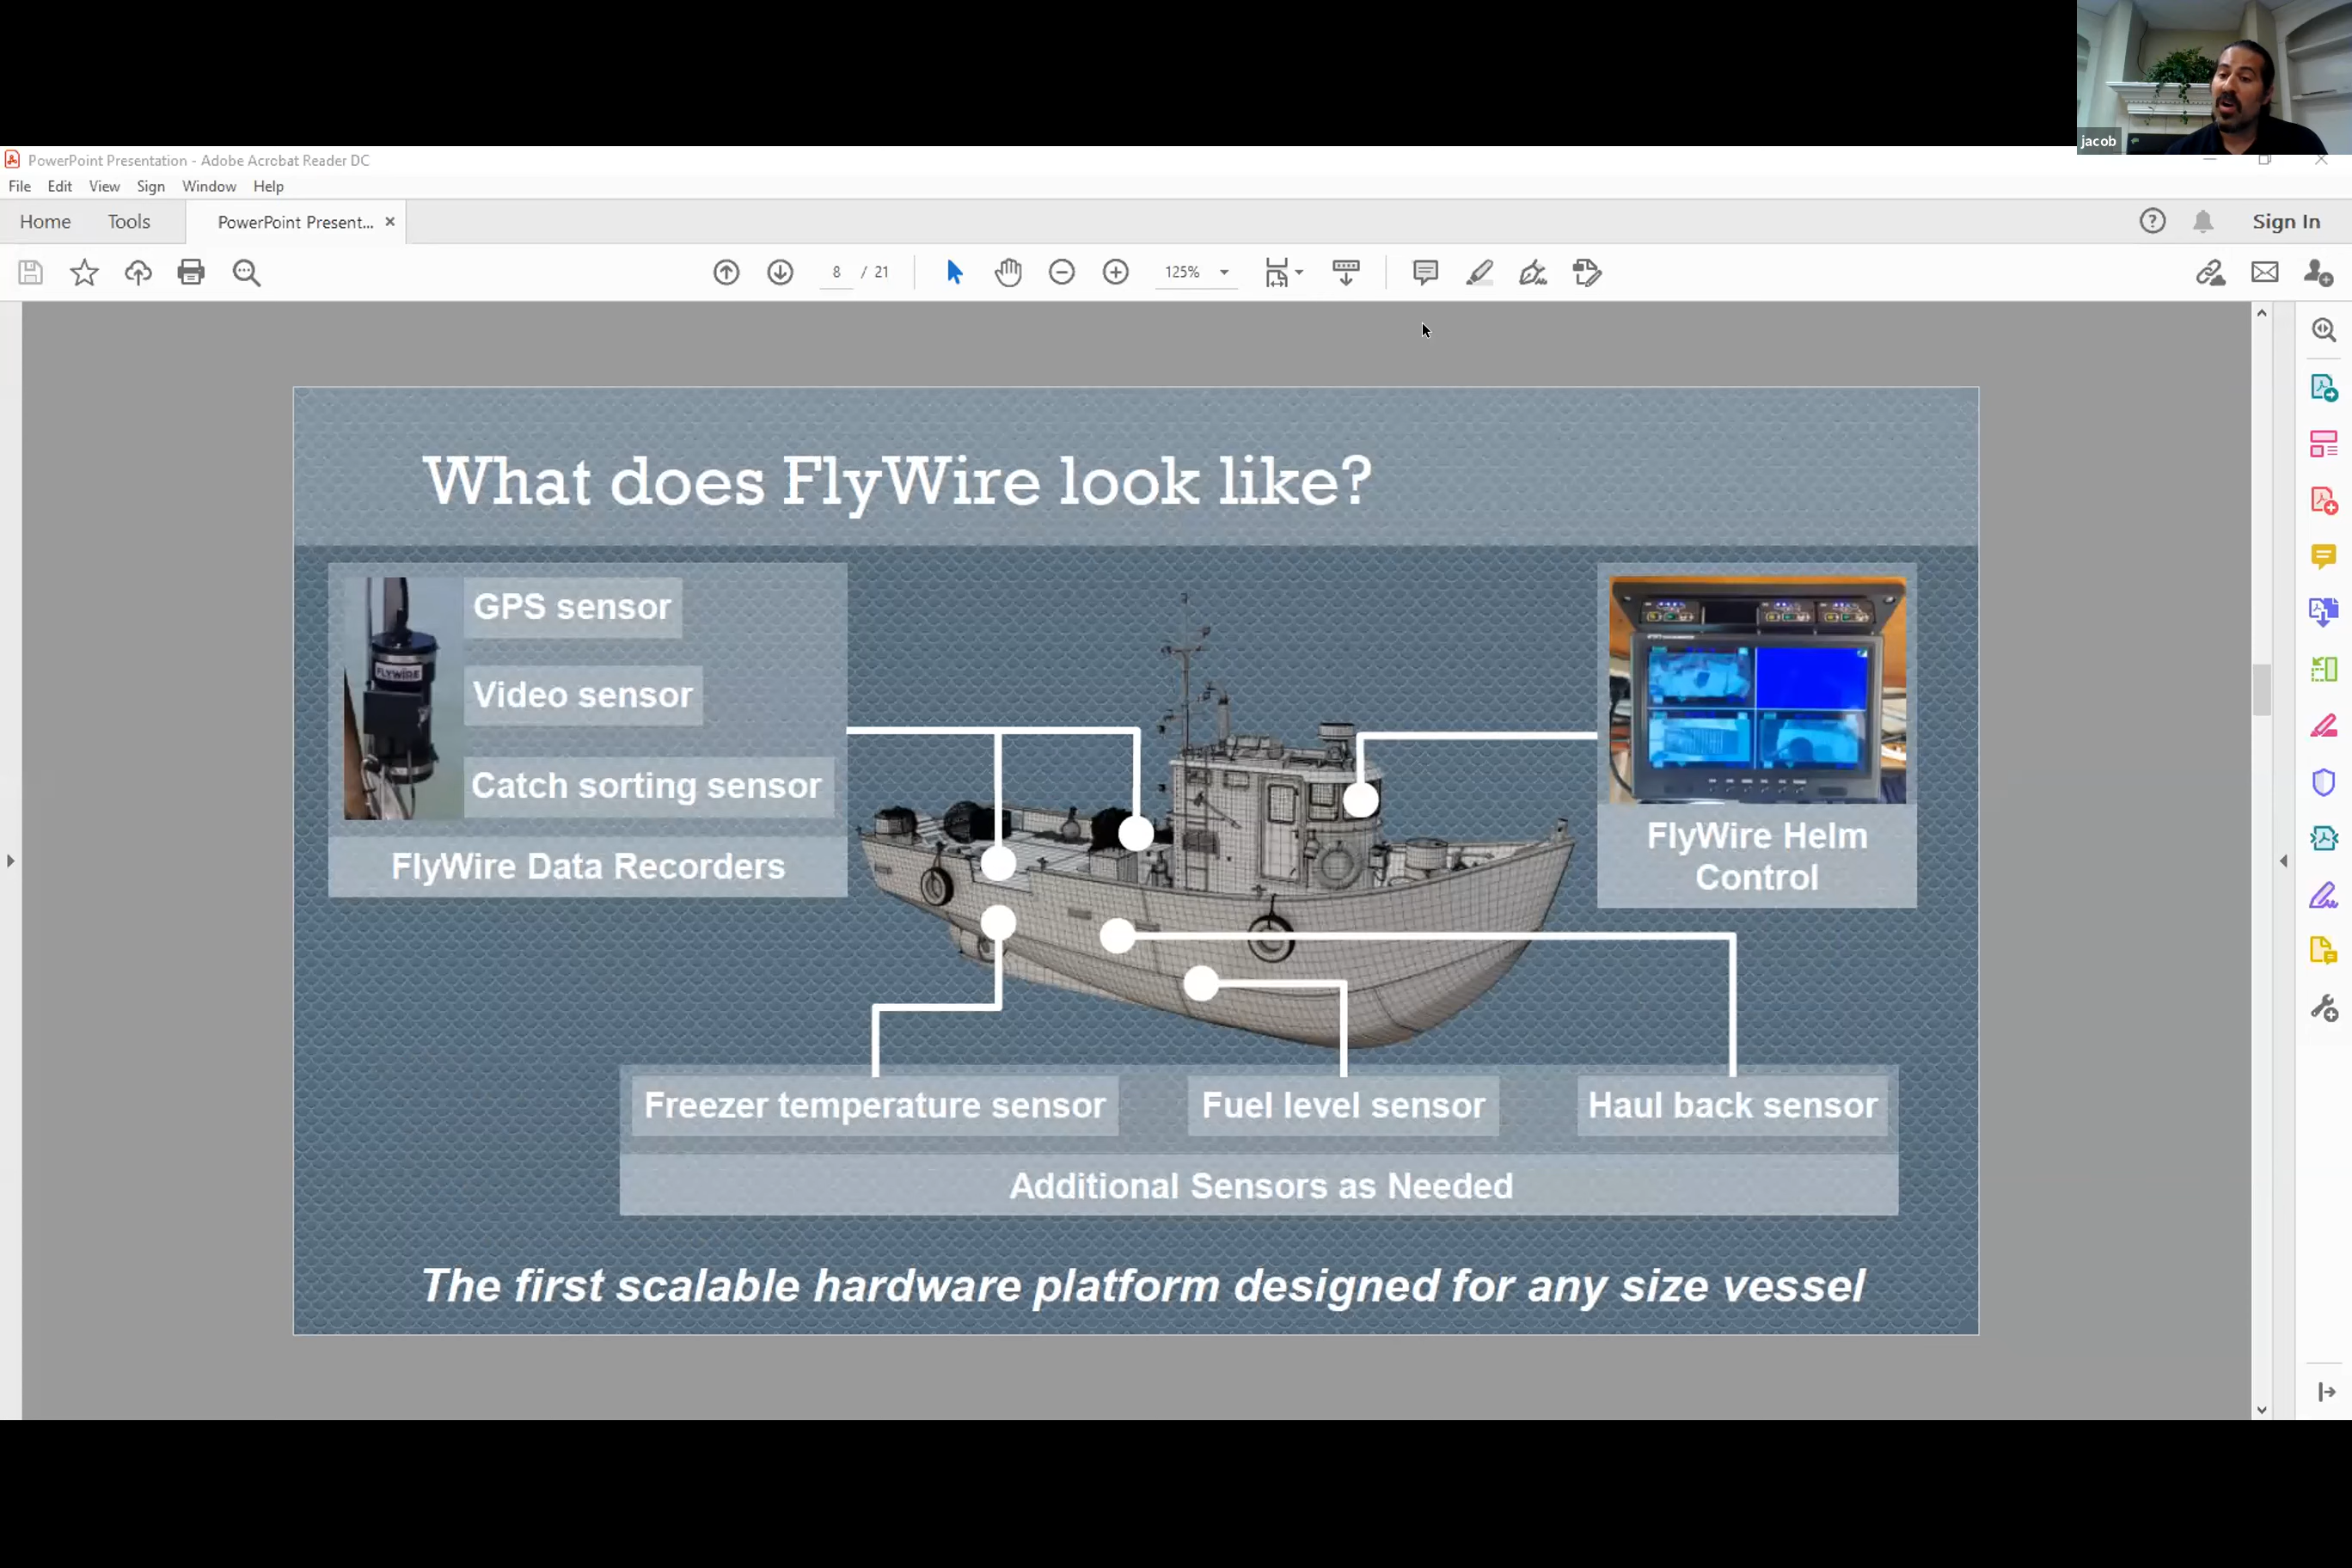 jacob
PowerPoint Presentation - Adobe Acrobat Reader DC
File Edit View Sign Window Help
Home Tools PowerPoint Present... Sign In
8 / 21 125%
What does FlyWire look like?
GPS sensor
FLYWIRE
Video sensor
Catch sorting sensor
FlyWire Data Recorders
FlyWire Helm
Control
Freezer temperature sensor
Fuel level sensor
Haul back sensor
Additional Sensors as Needed
The first scalable hardware platform designed for any size vessel